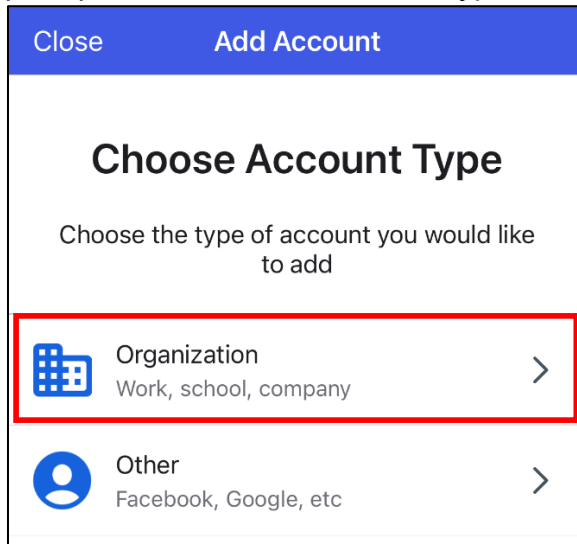 Close Add Account
Choose Account Type
Choose the type of account you would like
to add
Organization
Work, school, company
Other
Facebook, Google, etc